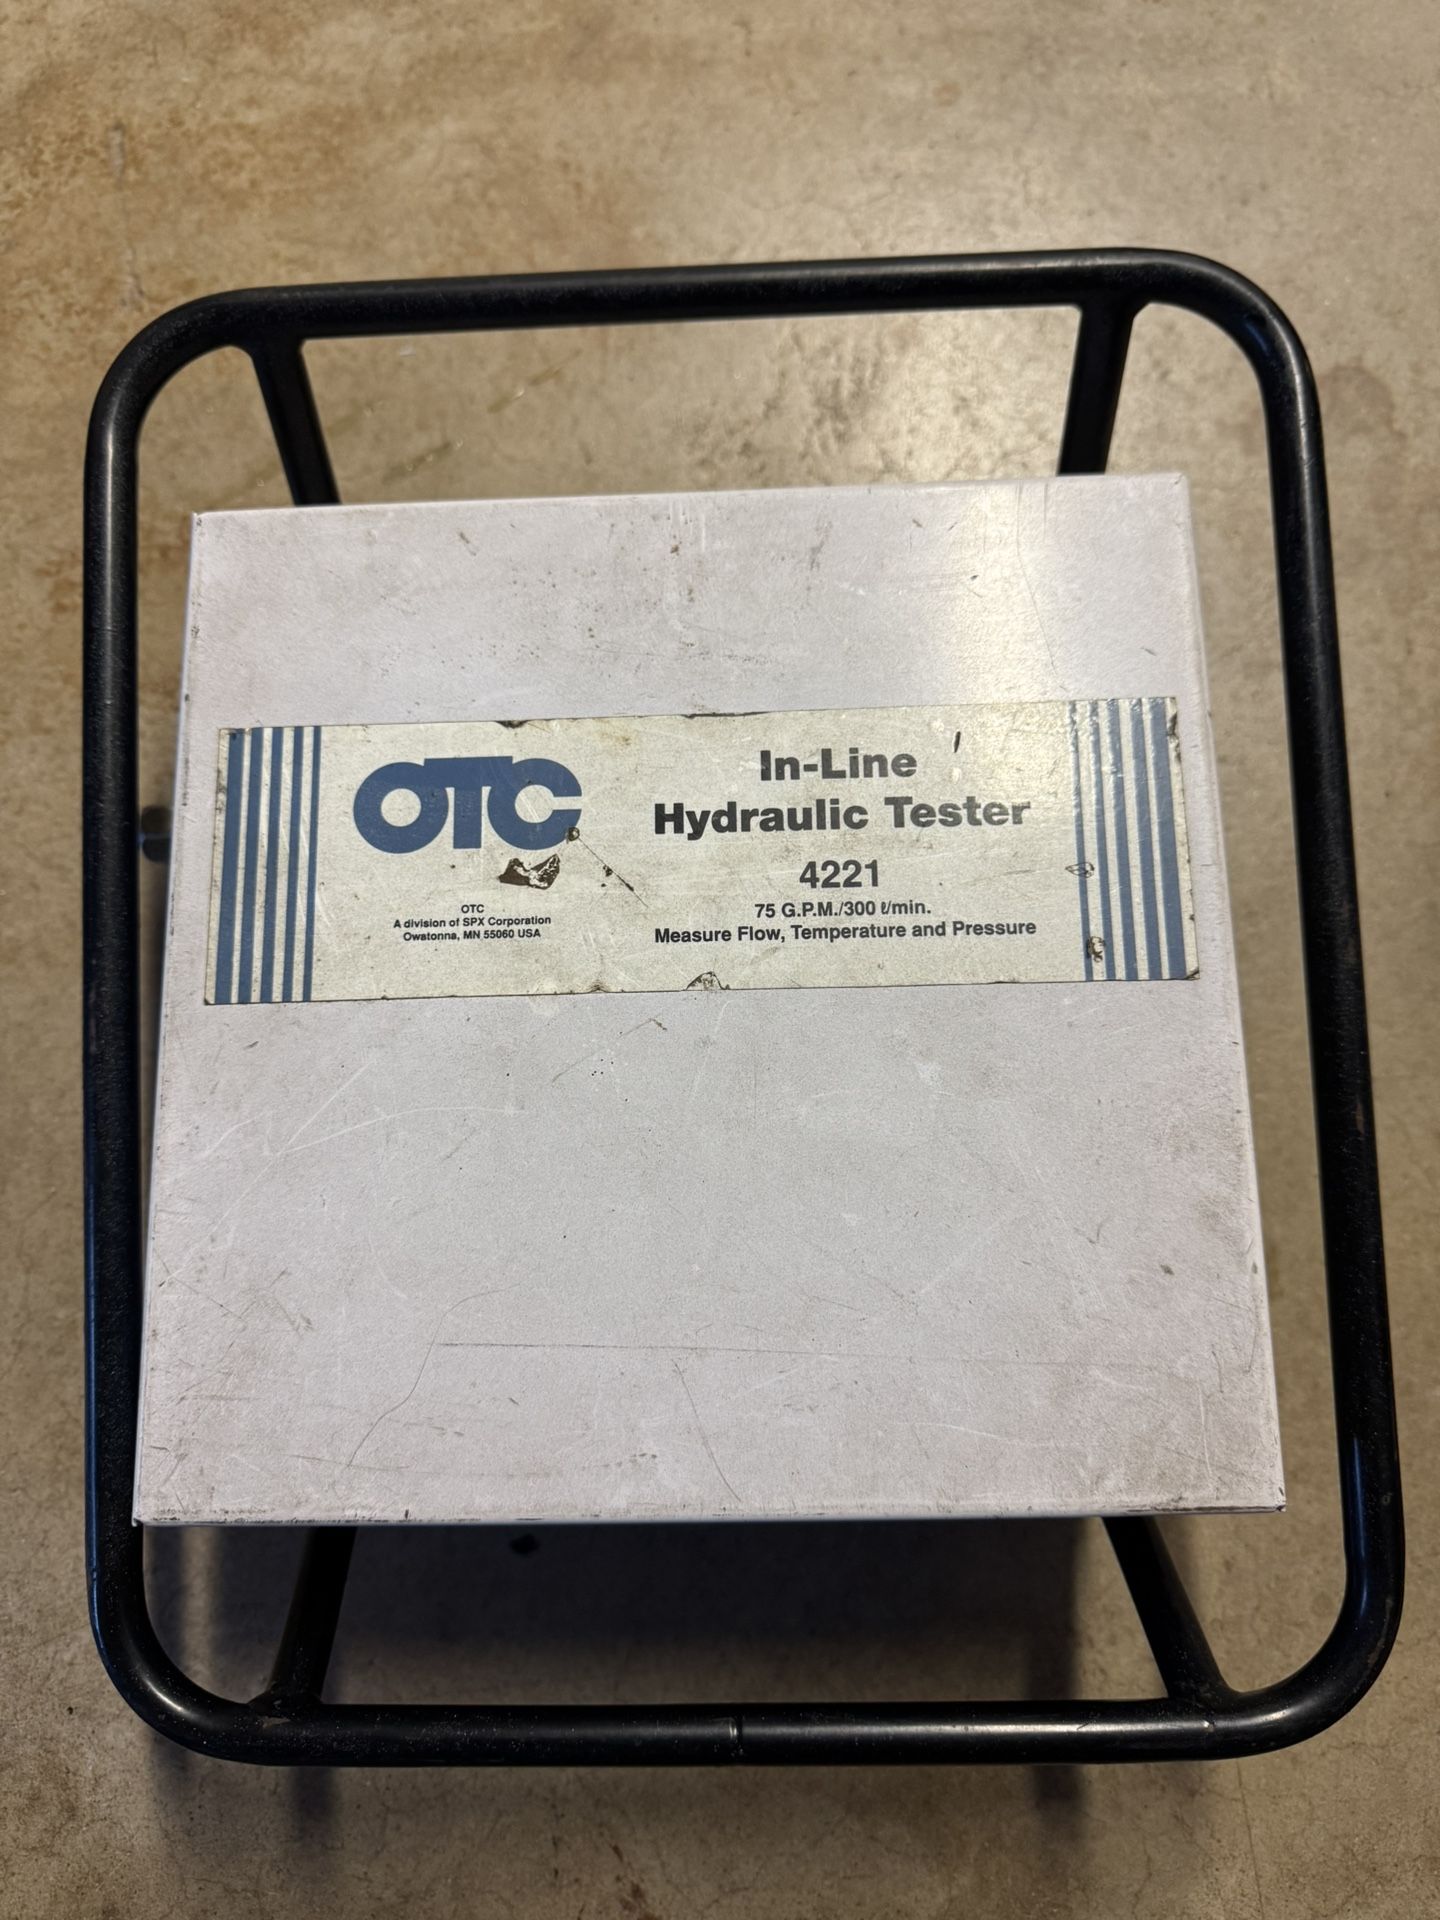 OTC
OTC
A division of SPX Corporation
Owatonna, MN 55060 USA
In-Line
Hydraulic Tester
4221
75 G.P.M./300 ℓ/min.
Measure Flow, Temperature and Pressure